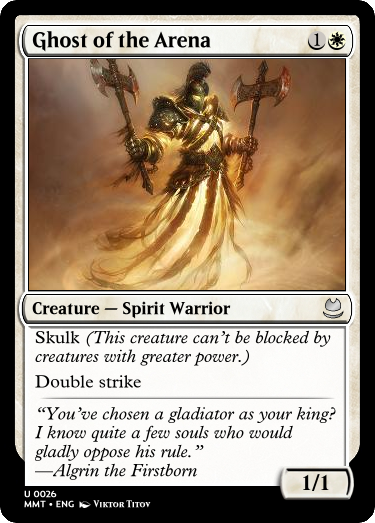 Ghost of the Arena 1
Creature — Spirit Warrior
Skulk (This creature can't be blocked by
creatures with greater power.)
Double strike
“You've chosen a gladiator as your king?
I know quite a few souls who would
gladly oppose his rule.”
—Algrin the Firstborn
1/1
U 0026
MMT • ENG Viktor Titov